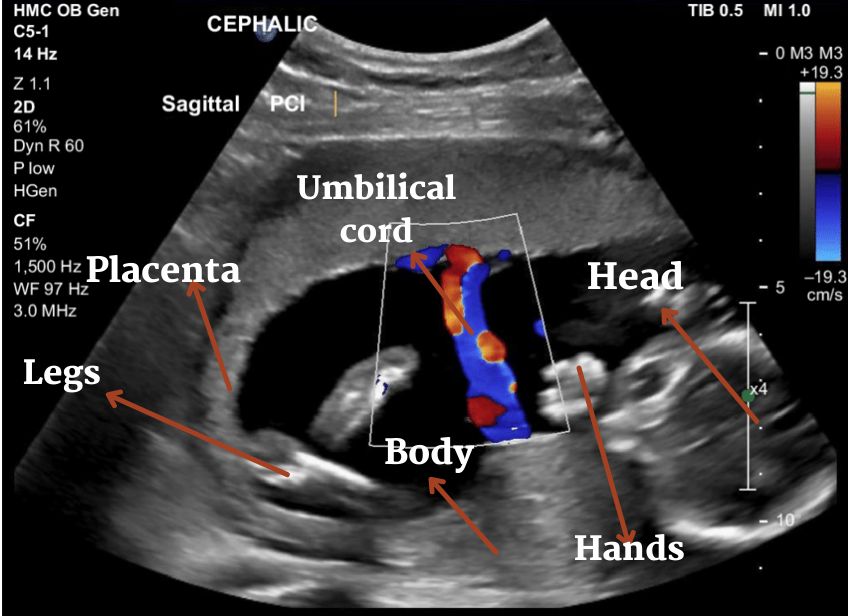 HMC OB Gen
C5-1
14 Hz
Z 1.1
2D
61%
Dyn R 60
P low
HGen
CF
51%
1,500 Hz
WF 97 Hz
3.0 MHz
CEPHALIC
Sagittal PCI
TIB 0.5 MI 1.0
0 M3 M3
+19.3
5
-19.3
cm/s
x4
10
Umbilical
cord
Placenta
Head
Legs
Body
Hands